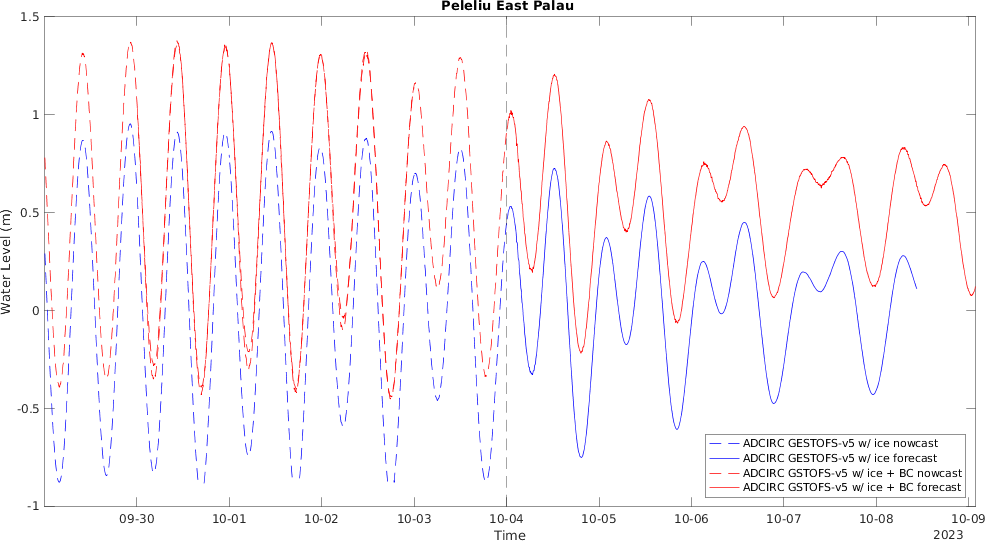 Peleliu East Palau
1.5
1
0.5
0
-0.5
-1
Water Level (m)
09-30
10-01
10-02
10-03
10-04
10-05
10-06
10-07
10-08
10-09
Time
2023
ADCIRC GESTOFS-v5 w/ ice nowcast
ADCIRC GESTOFS-v5 w/ ice forecast
ADCIRC GSTOFS-v5 w/ ice + BC nowcast
ADCIRC GSTOFS-v5 w/ ice + BC forecast